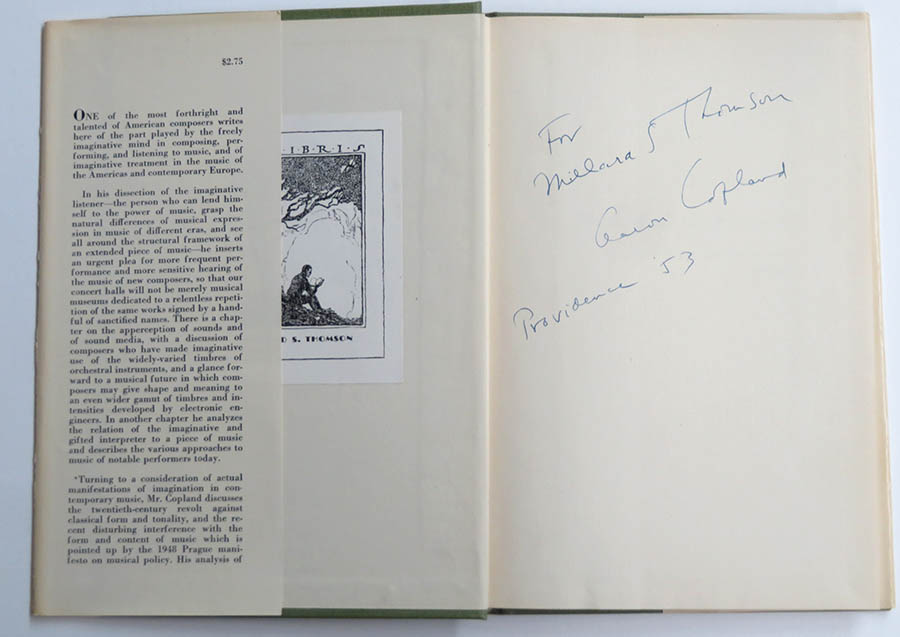 $2.75
ONE of the most forthright and
talented of American composers writes
here of the part played by the freely
imaginative mind in composing, per-
forming, and listening to music, and of
imaginative treatment in the music of
the Americas and contemporary Europe.
In his dissection of the imaginative
listener—the person who can lend him-
self to the power of music, grasp the
natural differences of musical expres-
sion in music of different eras, and see
all around the structural framework of
an extended piece of music—he inserts
an urgent plea for more frequent per-
formance and more sensitive hearing of
the music of new composers, so that our
concert halls will not be merely musical
museums dedicated to a relentless repeti-
tion of the same works signed by a hand-
ful of sanctified names. There is a chap-
ter on the apperception of sounds and
of sound media, with a discussion of
composers who have made imaginative
use of the widely-varied timbres of
orchestral instruments, and a glance for-
ward to a musical future in which com-
posers may give shape and meaning to
an even wider gamut of timbres and in-
tensities developed by electronic en-
gineers. In another chapter he analyzes
the relation of the imaginative and
gifted interpreter to a piece of music
and describes the various approaches to
music of notable performers today.
Turning to a consideration of actual
manifestations of imagination in con-
temporary music, Mr. Copland discusses
the twentieth-century revolt against
classical form and tonality, and the re-
cent disturbing interference with the
form and content of music which is
pointed up by the 1948 Prague mani-
festo on musical policy. His analysis of
LIBRIS
D S. THOMSON
For
Millard S Thomson
Aaron Copland
Providence '53